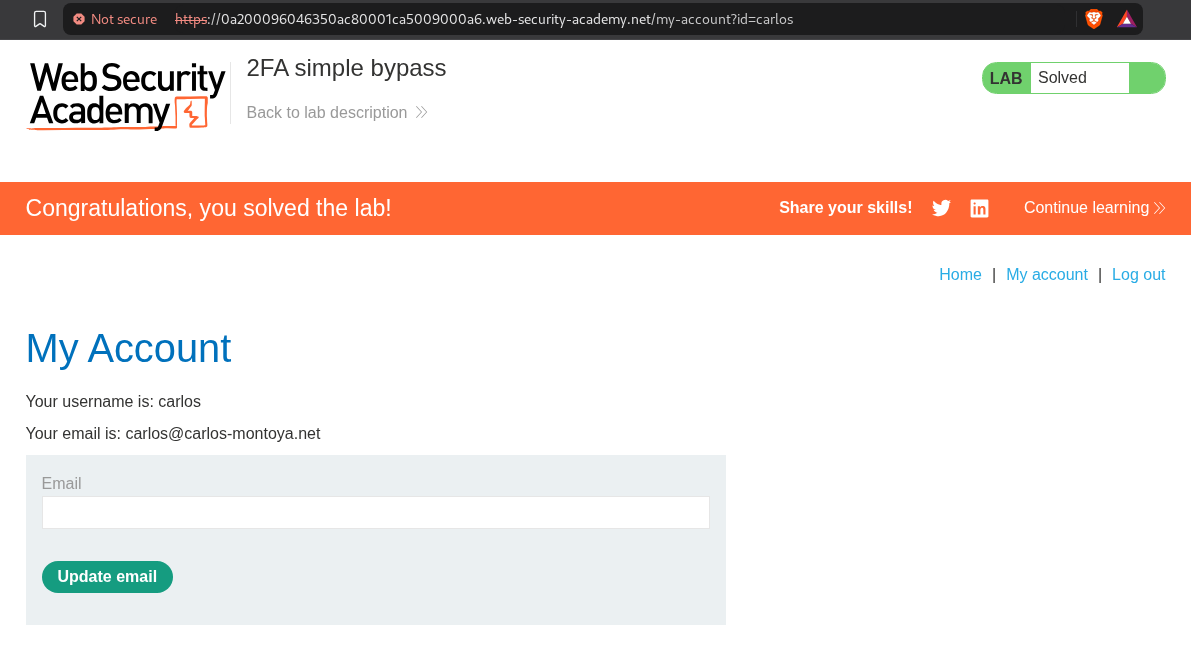 Not secure https://0a200096046350ac80001ca5009000a6.web-security-academy.net/my-account?id=carlos
Web Security
Academy
2FA simple bypass
Back to lab description
LAB Solved
Congratulations, you solved the lab!
Share your skills! Continue learning
Home | My account | Log out
My Account
Your username is: carlos
Your email is: carlos@carlos-montoya.net
Email
Update email